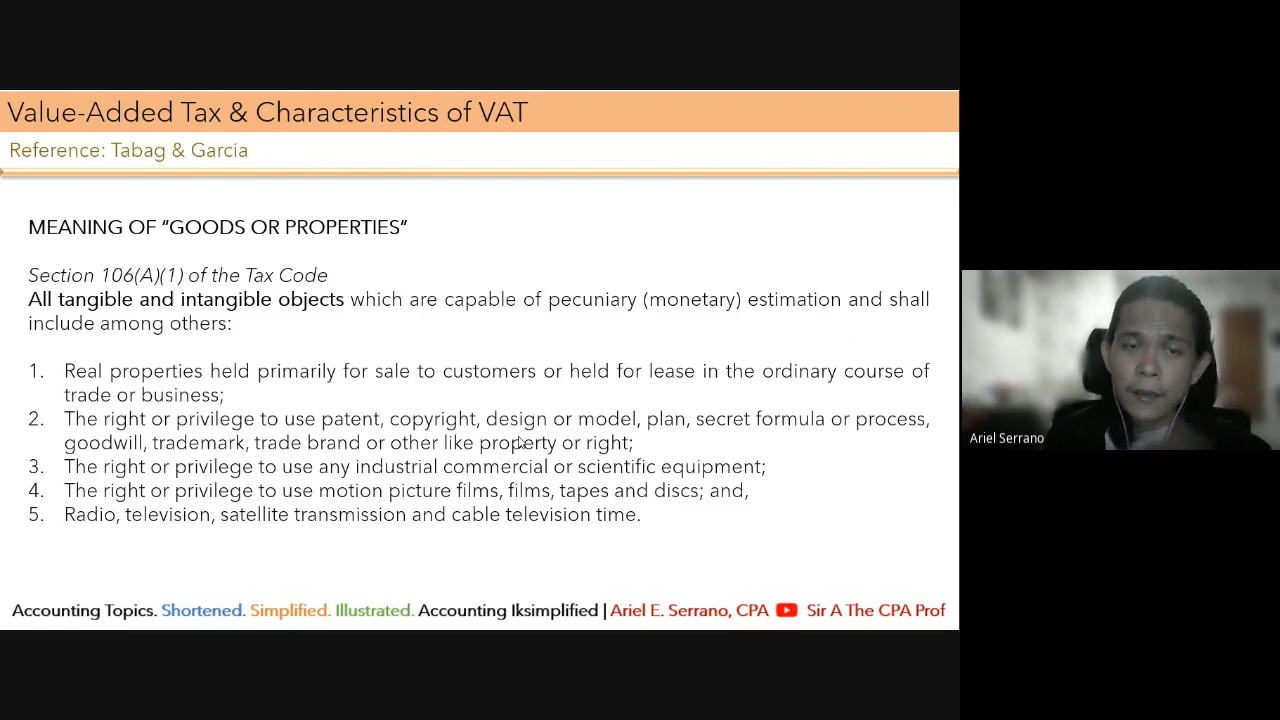 Value-Added Tax & Characteristics of VAT
Reference: Tabag & Garcia
MEANING OF “GOODS OR PROPERTIES”
Section 106(A)(1) of the Tax Code
All tangible and intangible objects which are capable of pecuniary (monetary) estimation and shall
include among others:
1. Real properties held primarily for sale to customers or held for lease in the ordinary course of
trade or business;
2. The right or privilege to use patent, copyright, design or model, plan, secret formula or process,
goodwill, trademark, trade brand or other like property or right;
3. The right or privilege to use any industrial commercial or scientific equipment;
4. The right or privilege to use motion picture films, films, tapes and discs; and,
5. Radio, television, satellite transmission and cable television time.
Accounting Topics. Shortened. Simplified. Illustrated. Accounting Iksimplified | Ariel E. Serrano, CPA Sir A The CPA Prof
Ariel Serrano